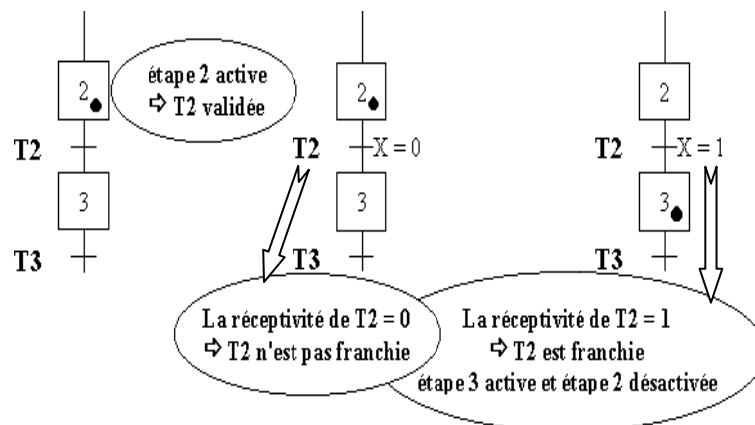 2
étape 2 active
⇨ T2 validée
T2
3
T3
2
T2 X = 0
3
T3
La réceptivité de T2 = 0
⇨ T2 n'est pas franchie
2
T2 X = 1
3
T3
La réceptivité de T2 = 1
⇨ T2 est franchie
étape 3 active et étape 2 désactivée